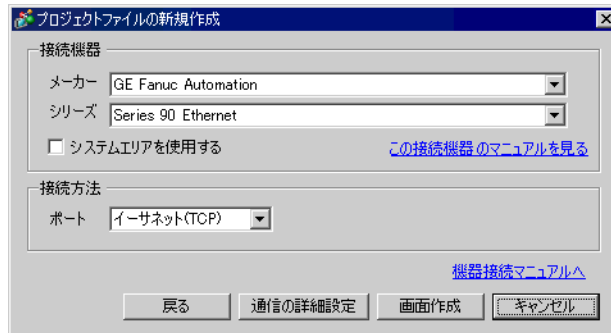 プロジェクトファイルの新規作成
接続機器
メーカー GE Fanuc Automation
シリーズ Series 90 Ethernet
システムエリアを使用する この接続機器のマニュアルを見る
接続方法
ポート イーサネット(TCP)
機器接続マニュアルへ
戻る 通信の詳細設定 画面作成 キャンセル